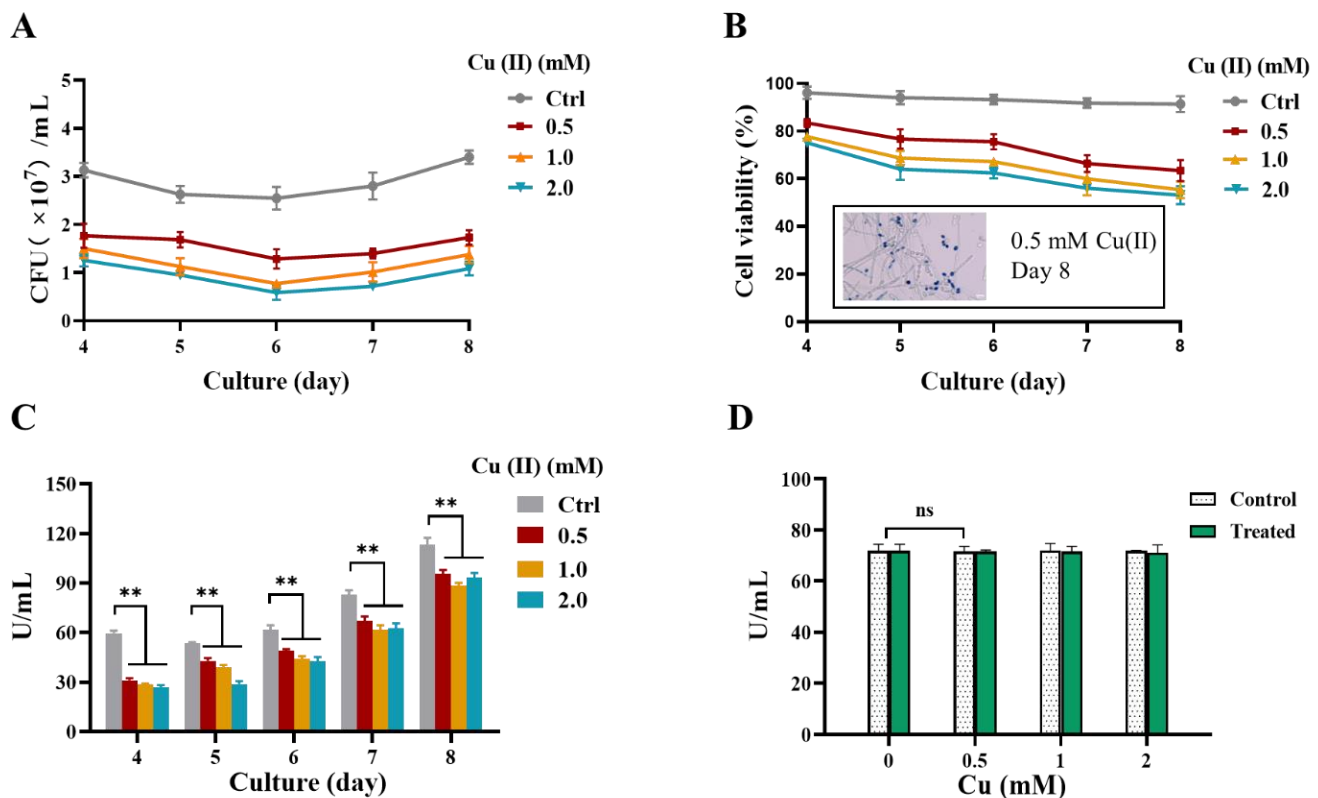 A
Cu (II) (mM)
Ctrl
0.5
1.0
2.0
CFU( ×10⁷) /mL
5
4
3
2
1
0
4 5 6 7 8
Culture (day)
B
Cu (II) (mM)
Ctrl
0.5
1.0
2.0
Cell viability (%)
100
80
60
40
20
0
0.5 mM Cu(II)
Day 8
4 5 6 7 8
Culture (day)
C
Cu (II) (mM)
Ctrl
0.5
1.0
2.0
U/mL
150
120
90
60
30
0
** ** ** ** **
4 5 6 7 8
Culture (day)
D
Control
Treated
U/mL
100
80
60
40
20
0
ns
0 0.5 1 2
Cu (mM)